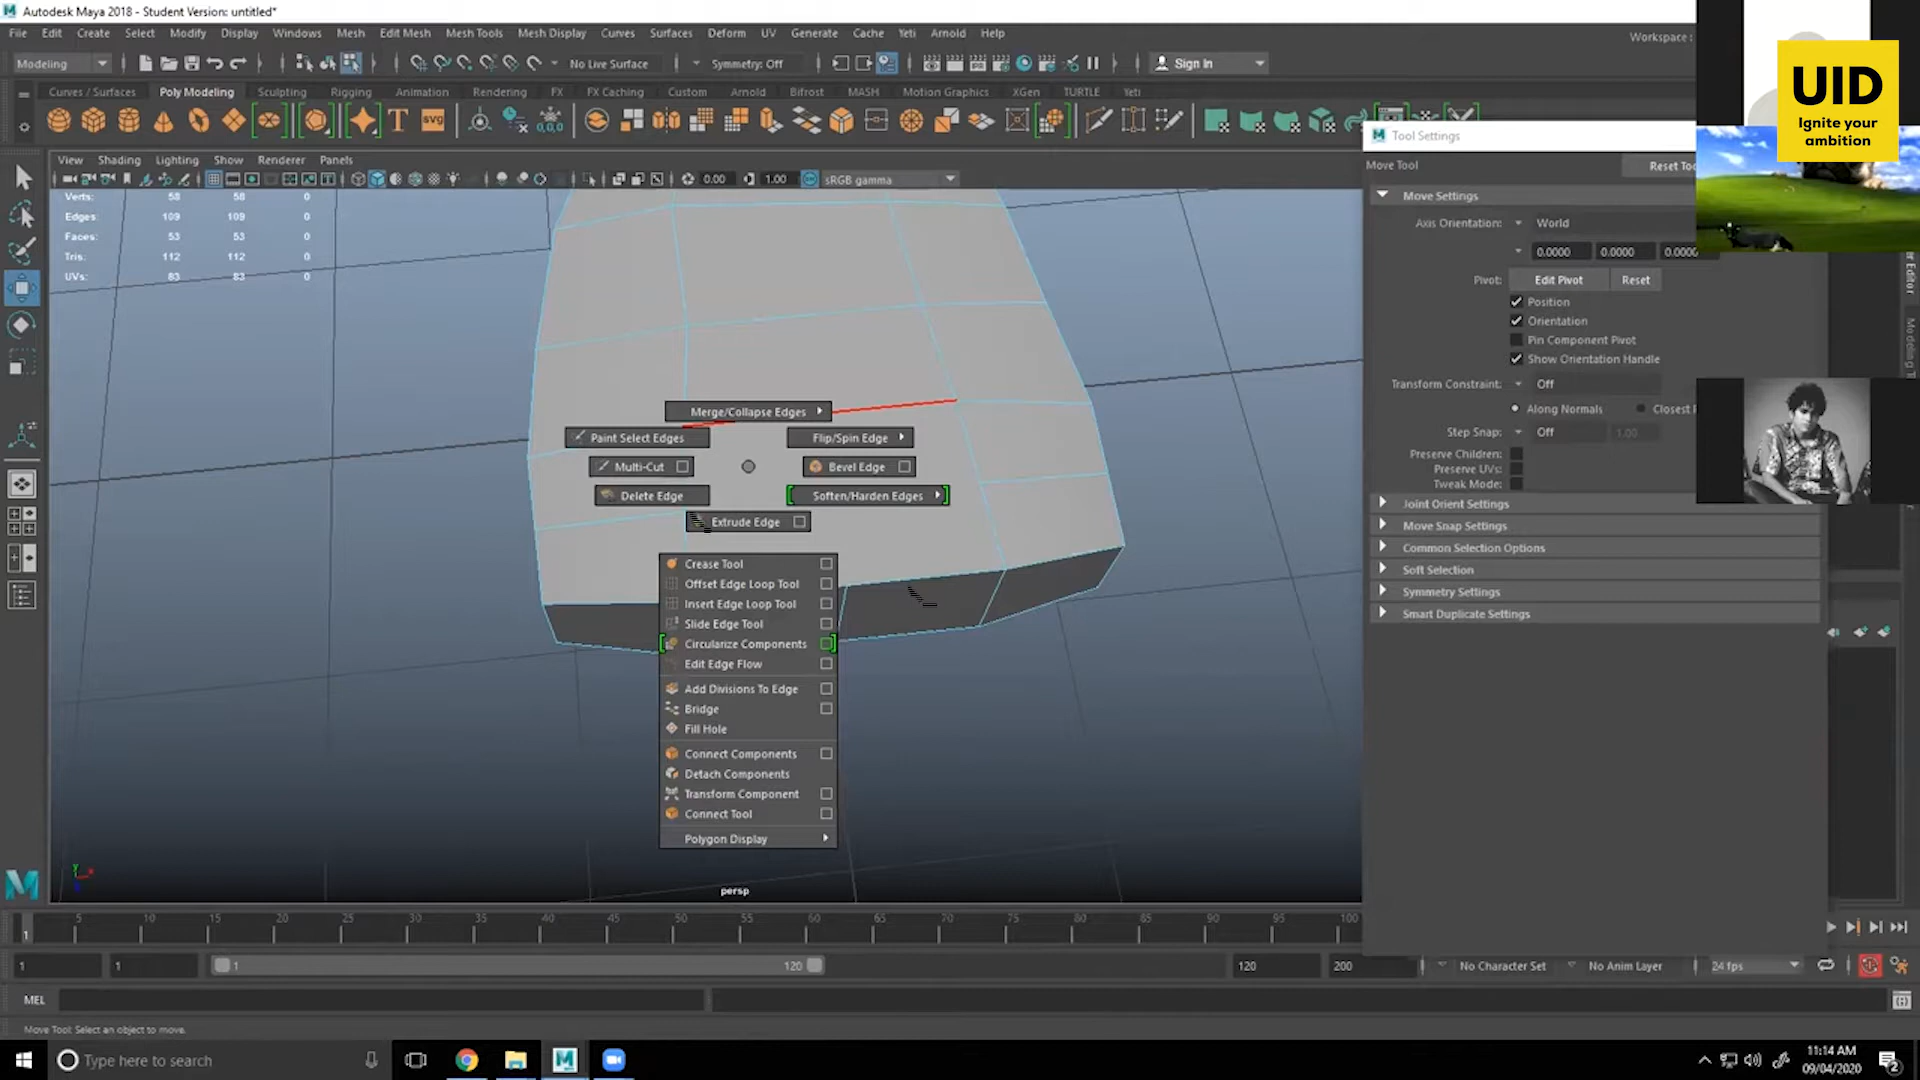 Autodesk Maya 2018 - Student Version: untitled*
File Edit Create Select Modify Display Windows Mesh Edit Mesh Mesh Tools Mesh Display Curves Surfaces Deform UV Generate Cache Yeti Arnold Help
Workspace :
Modeling No Live Surface Symmetry: Off Sign In
Curves / Surfaces Poly Modeling Sculpting Rigging Animation Rendering FX FX Caching Custom Arnold Bifrost MASH Motion Graphics XGen TURTLE Yeti
T SVG 0,0,0
UID
Ignite your
ambition
View Shading Lighting Show Renderer Panels
0.00 1.00 sRGB gamma
Verts: 58 58 0
Edges: 109 109 0
Faces: 53 53 0
Tris: 112 112 0
UVs: 83 83 0
Merge/Collapse Edges
Paint Select Edges Flip/Spin Edge
Multi-Cut Bevel Edge
Delete Edge Soften/Harden Edges
Extrude Edge
Crease Tool
Offset Edge Loop Tool
Insert Edge Loop Tool
Slide Edge Tool
Circularize Components
Edit Edge Flow
Add Divisions To Edge
Bridge
Fill Hole
Connect Components
Detach Components
Transform Component
Connect Tool
Polygon Display
persp
Tool Settings
Move Tool Reset Too
Move Settings
Axis Orientation: World
0.0000 0.0000 0.0000
Pivot: Edit Pivot Reset
Position
Orientation
Pin Component Pivot
Show Orientation Handle
Transform Constraint: Off
Along Normals Closest
Step Snap: Off 1.00
Preserve Children:
Preserve UVs:
Tweak Mode:
Joint Orient Settings
Move Snap Settings
Common Selection Options
Soft Selection
Symmetry Settings
Smart Duplicate Settings
5 10 15 20 25 30 35 40 45 50 55 60 65 70 75 80 85 90 95 100
1
1 1 1 120 120 200 No Character Set No Anim Layer 24 fps
MEL
Move Tool: Select an object to move.
Type here to search
11:14 AM
09/04/2020
2